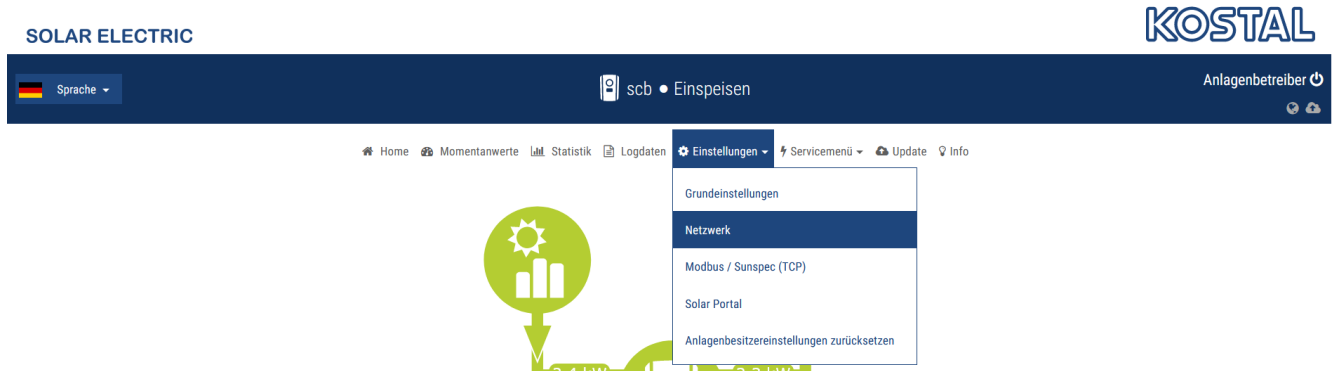 SOLAR ELECTRIC
KOSTAL
Sprache
scb • Einspeisen
Anlagenbetreiber
Home Momentanwerte Statistik Logdaten Einstellungen Servicemenü Update Info
Grundeinstellungen
Netzwerk
Modbus / Sunspec (TCP)
Solar Portal
Anlagenbesitzereinstellungen zurücksetzen